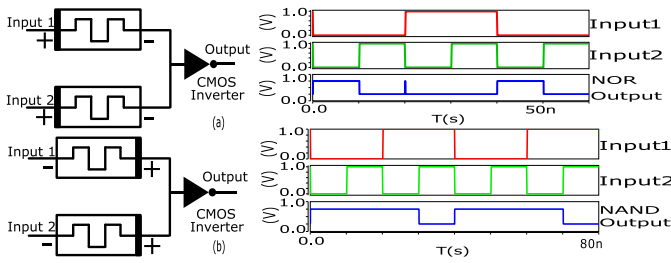 Input 1
+
-
Output
CMOS
Inverter
Input 2
+
-
(a)
(V) 1.0
0.0
Input1
(V) 1.0
0.0
Input2
(V) 1.0
0.0
NOR
Output
0.0
50n
T(s)
Input 1
-
+
Output
CMOS
Inverter
Input 2
-
+
(b)
(V) 1.0
0.0
Input1
(V) 1.0
0.0
Input2
(V) 1.0
0.0
NAND
Output
0.0
80n
T(s)